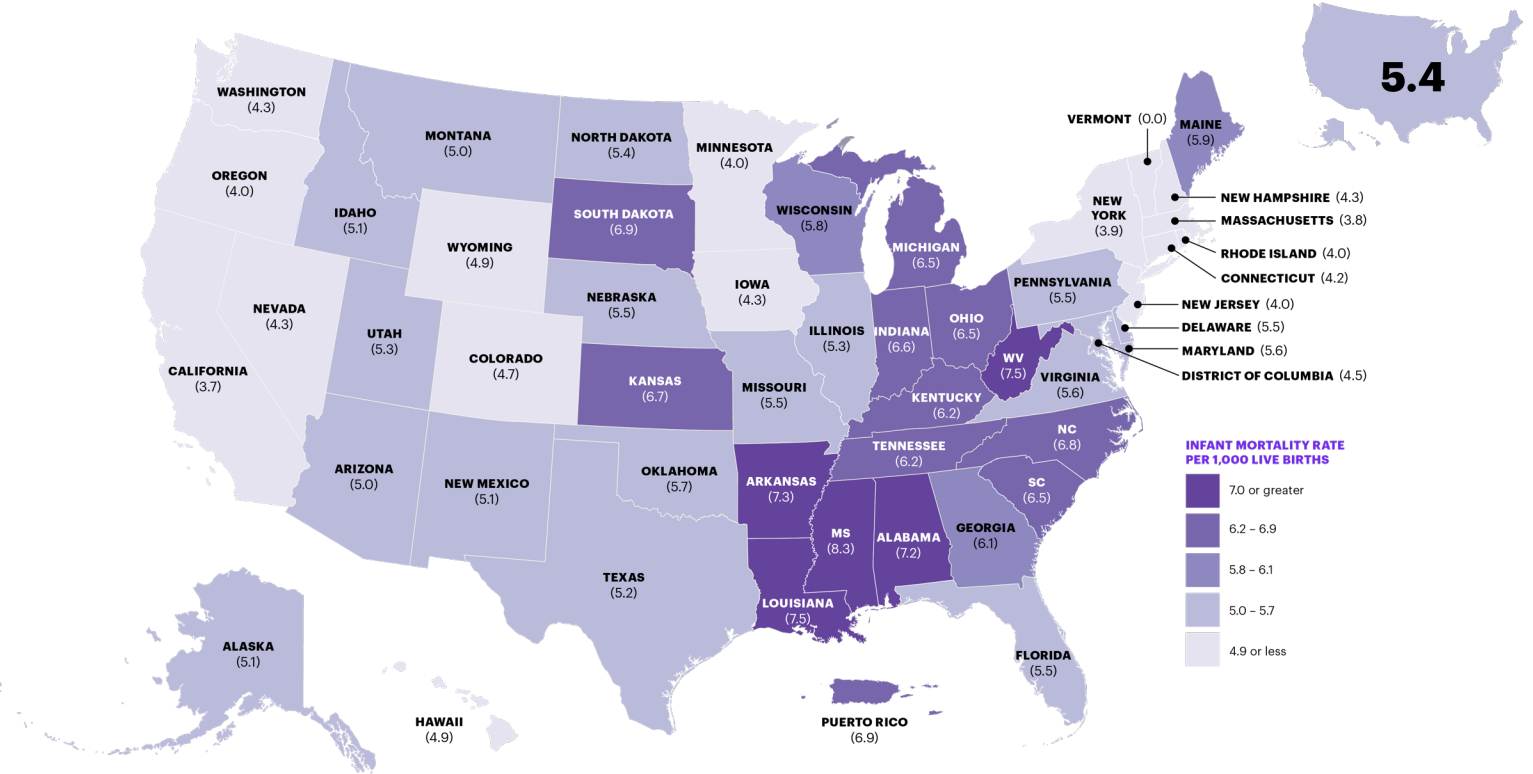 5.4
WASHINGTON
(4.3)
MONTANA
(5.0)
NORTH DAKOTA
(5.4)
MINNESOTA
(4.0)
VERMONT (0.0)
MAINE
(5.9)
OREGON
(4.0)
IDAHO
(5.1)
WYOMING
(4.9)
SOUTH DAKOTA
(6.9)
WISCONSIN
(5.8)
MICHIGAN
(6.5)
NEW
YORK
(3.9)
NEW HAMPSHIRE (4.3)
MASSACHUSETTS (3.8)
RHODE ISLAND (4.0)
CONNECTICUT (4.2)
NEW JERSEY (4.0)
DELAWARE (5.5)
MARYLAND (5.6)
DISTRICT OF COLUMBIA (4.5)
NEVADA
(4.3)
UTAH
(5.3)
COLORADO
(4.7)
NEBRASKA
(5.5)
IOWA
(4.3)
ILLINOIS
(5.3)
INDIANA
(6.6)
OHIO
(6.5)
PENNSYLVANIA
(5.5)
CALIFORNIA
(3.7)
KANSAS
(6.7)
MISSOURI
(5.5)
KENTUCKY
(6.2)
WV
(7.5)
VIRGINIA
(5.6)
ARIZONA
(5.0)
NEW MEXICO
(5.1)
OKLAHOMA
(5.7)
ARKANSAS
(7.3)
TENNESSEE
(6.2)
NC
(6.8)
SC
(6.5)
TEXAS
(5.2)
LOUISIANA
(7.5)
MS
(8.3)
ALABAMA
(7.2)
GEORGIA
(6.1)
FLORIDA
(5.5)
ALASKA
(5.1)
HAWAII
(4.9)
PUERTO RICO
(6.9)
INFANT MORTALITY RATE
PER 1,000 LIVE BIRTHS
7.0 or greater
6.2 – 6.9
5.8 – 6.1
5.0 – 5.7
4.9 or less